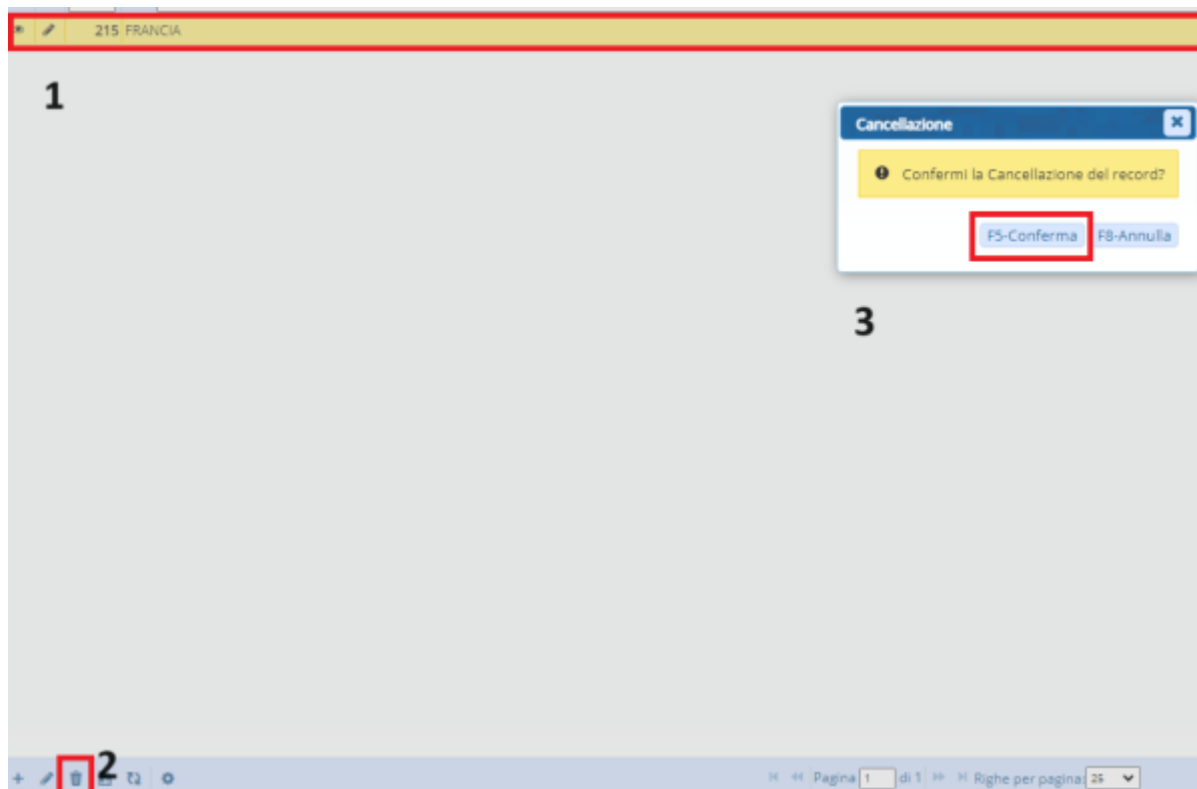 215 FRANCIA
1
Cancellazione
Confermi la Cancellazione del record?
F5-Conferma F8-Annulla
3
2
Pagina 1 di 1 Righe per pagina: 25